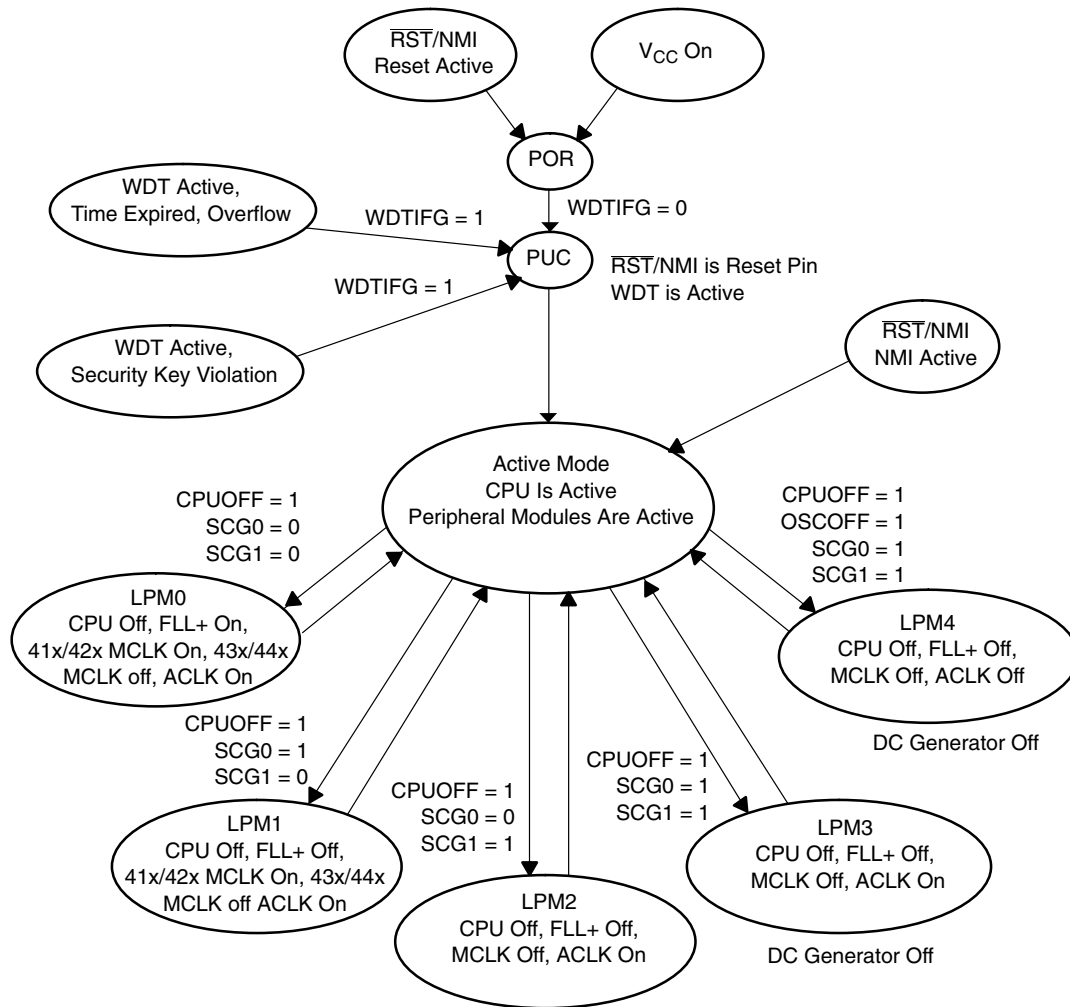 R̅S̅T̅/NMI
Reset Active
VCC On
POR
WDTIFG = 0
WDT Active,
Time Expired, Overflow
WDTIFG = 1
PUC
R̅S̅T̅/NMI is Reset Pin
WDT is Active
WDTIFG = 1
WDT Active,
Security Key Violation
R̅S̅T̅/NMI
NMI Active
Active Mode
CPU Is Active
Peripheral Modules Are Active
CPUOFF = 1
SCG0 = 0
SCG1 = 0
CPUOFF = 1
OSCOFF = 1
SCG0 = 1
SCG1 = 1
LPM0
CPU Off, FLL+ On,
41x/42x MCLK On, 43x/44x
MCLK off, ACLK On
LPM4
CPU Off, FLL+ Off,
MCLK Off, ACLK Off
DC Generator Off
CPUOFF = 1
SCG0 = 1
SCG1 = 0
CPUOFF = 1
SCG0 = 0
SCG1 = 1
CPUOFF = 1
SCG0 = 1
SCG1 = 1
LPM1
CPU Off, FLL+ Off,
41x/42x MCLK On, 43x/44x
MCLK off ACLK On
LPM2
CPU Off, FLL+ Off,
MCLK Off, ACLK On
LPM3
CPU Off, FLL+ Off,
MCLK Off, ACLK On
DC Generator Off